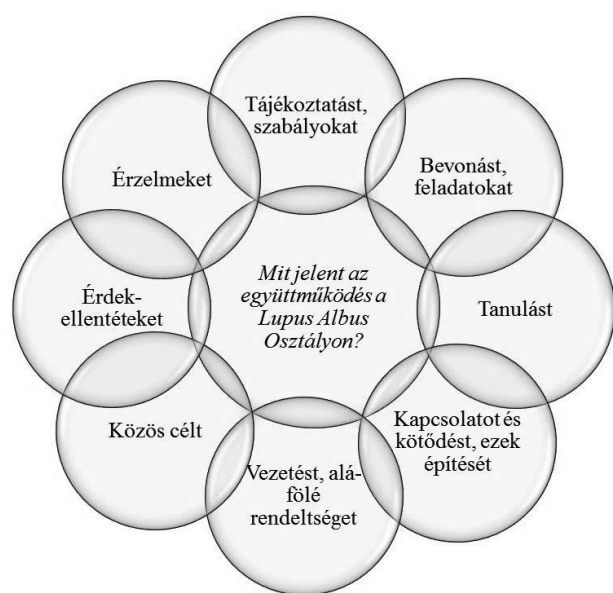 Tájékoztatást,
szabályokat
Bevonást,
feladatokat
Tanulást
Kapcsolatot és
kötődést, ezek
építését
Vezetést, alá-
fölé
rendeltséget
Közös célt
Érdek-
ellentéteket
Érzelmeket
Mit jelent az
együttműködés a
Lupus Albus
Osztályon?